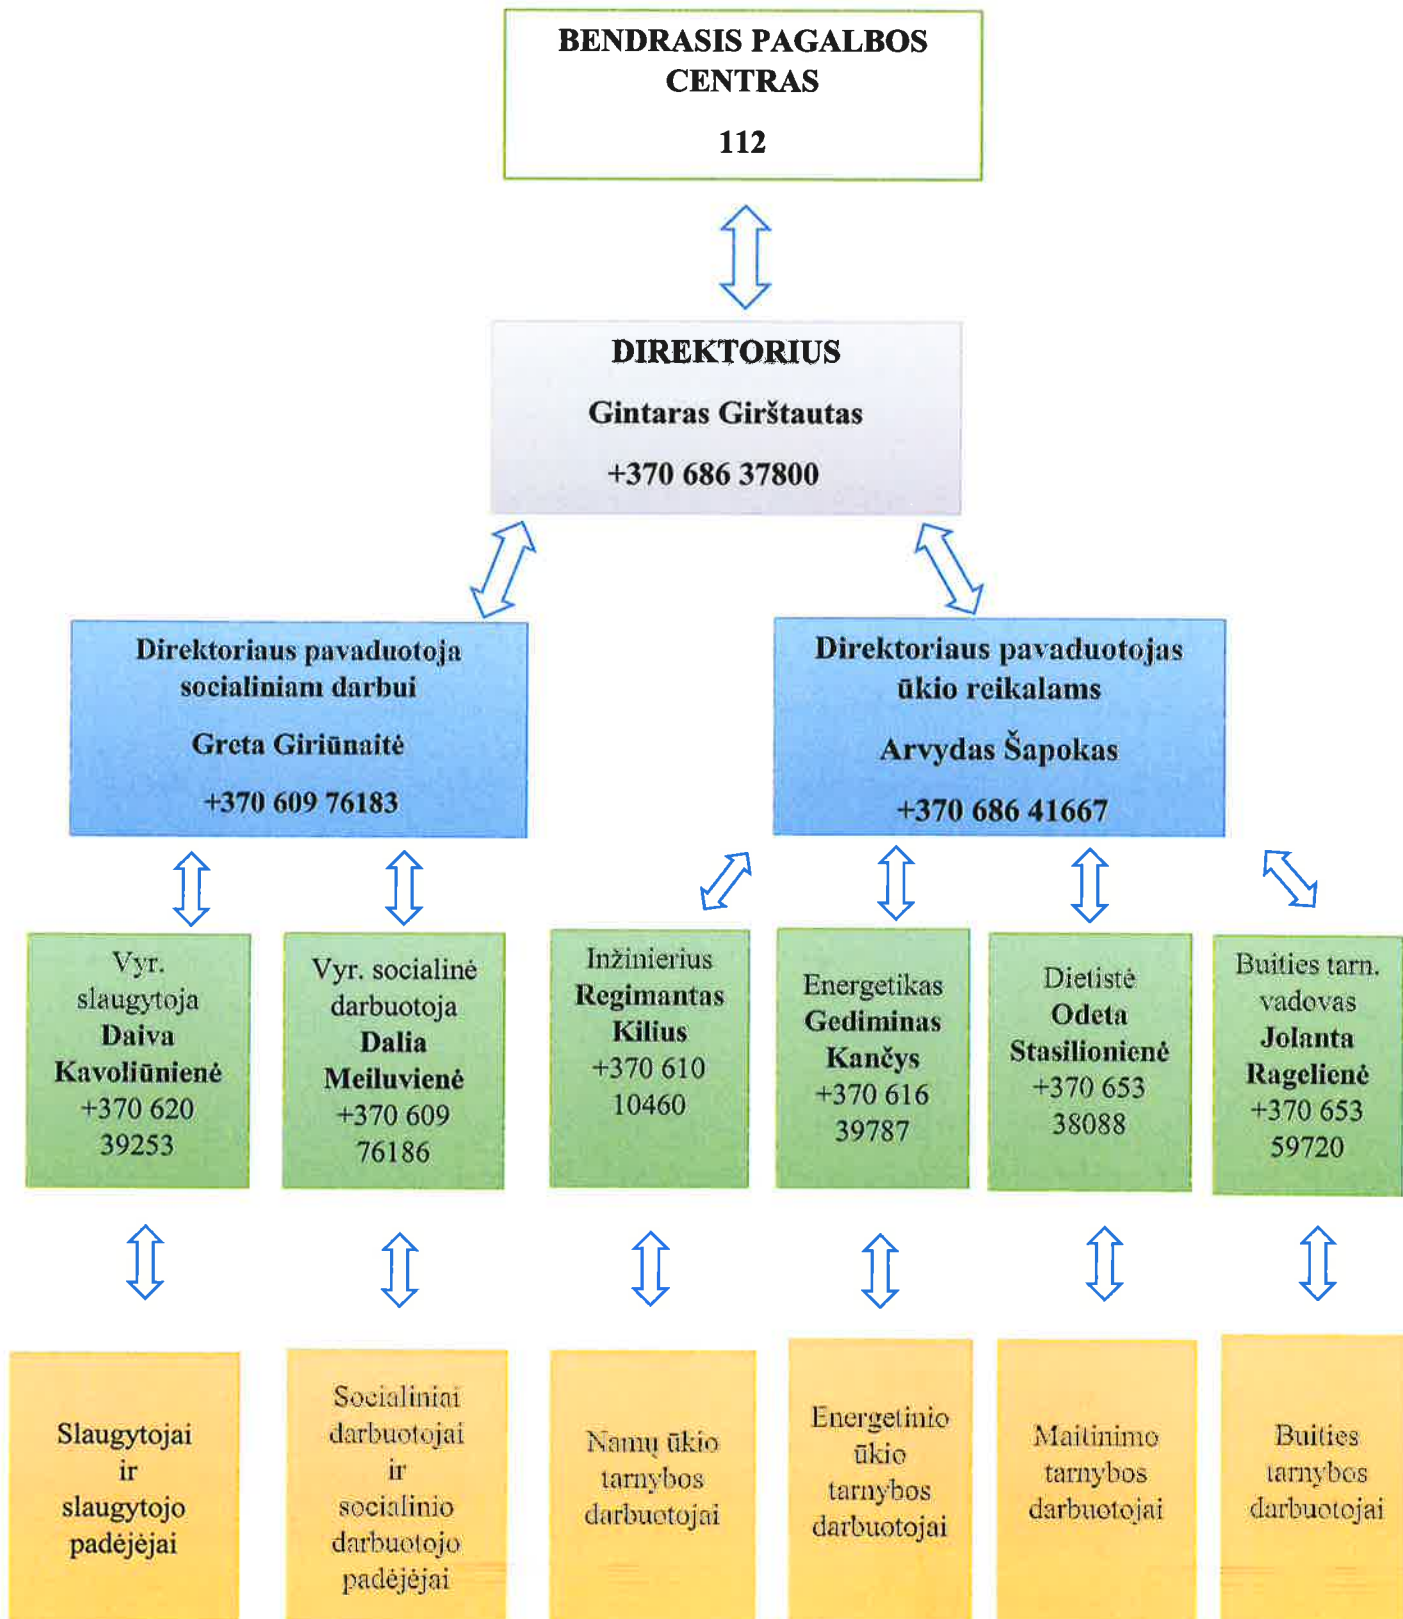 BENDRASIS PAGALBOS
CENTRAS
112
DIREKTORIUS
Gintaras Girštautas
+370 686 37800
Direktoriaus pavaduotoja
socialiniam darbui
Greta Giriūnaitė
+370 609 76183
Direktoriaus pavaduotojas
ūkio reikalams
Arvydas Šapokas
+370 686 41667
Vyr.
slaugytoja
Daiva
Kavoliūnienė
+370 620
39253
Vyr. socialinė
darbuotoja
Dalia
Meiluvienė
+370 609
76186
Inžinierius
Regimantas
Kilius
+370 610
10460
Energetikas
Gediminas
Kančys
+370 616
39787
Dietistė
Odeta
Stasilionienė
+370 653
38088
Buities tarn.
vadovas
Jolanta
Ragelienė
+370 653
59720
Slaugytojai
ir
slaugytojo
padėjėjai
Socialiniai
darbuotojai
ir
socialinio
darbuotojo
padėjėjai
Namų ūkio
tarnybos
darbuotojai
Energetinio
ūkio
tarnybos
darbuotojai
Maitinimo
tarnybos
darbuotojai
Buities
tarnybos
darbuotojai